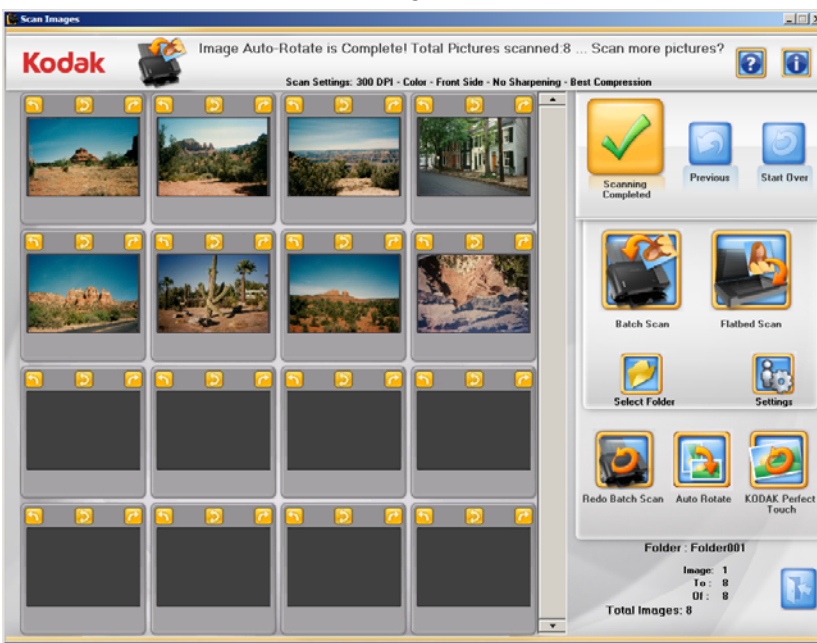 Scan Images
Kodak
Image Auto-Rotate is Complete! Total Pictures scanned:8 ... Scan more pictures?
Scan Settings: 300 DPI - Color - Front Side - No Sharpening - Best Compression
Scanning
Completed
Previous
Start Over
Batch Scan
Flatbed Scan
Select Folder
Settings
Redo Batch Scan
Auto Rotate
KODAK Perfect
Touch
Folder : Folder001
Image: 1
To : 8
Of : 8
Total Images: 8